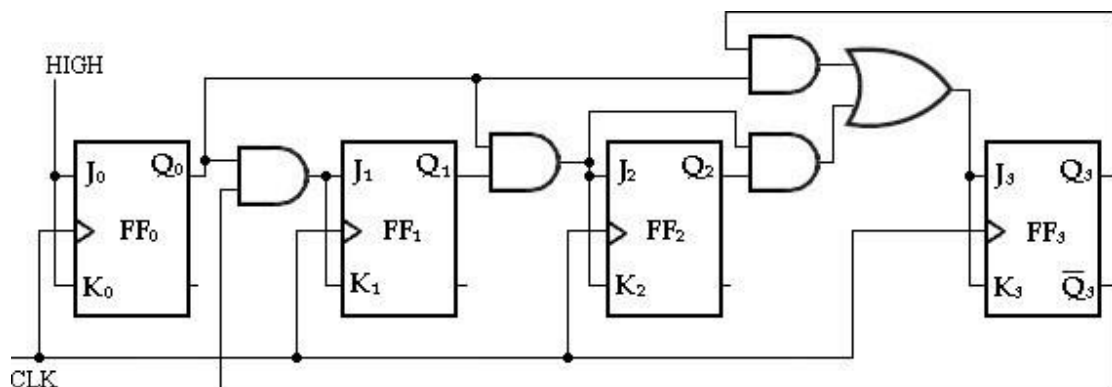 HIGH
J₀ Q₀
FF₀
K₀
J₁ Q₁
FF₁
K₁
J₂ Q₂
FF₂
K₂
J₃ Q₃
FF₃
K₃ Q̅₃
CLK